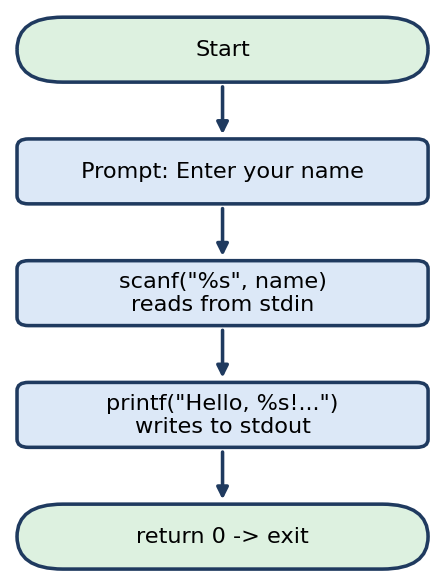 Start
Prompt: Enter your name
scanf("%s", name)
reads from stdin
printf("Hello, %s!...")
writes to stdout
return 0 -> exit